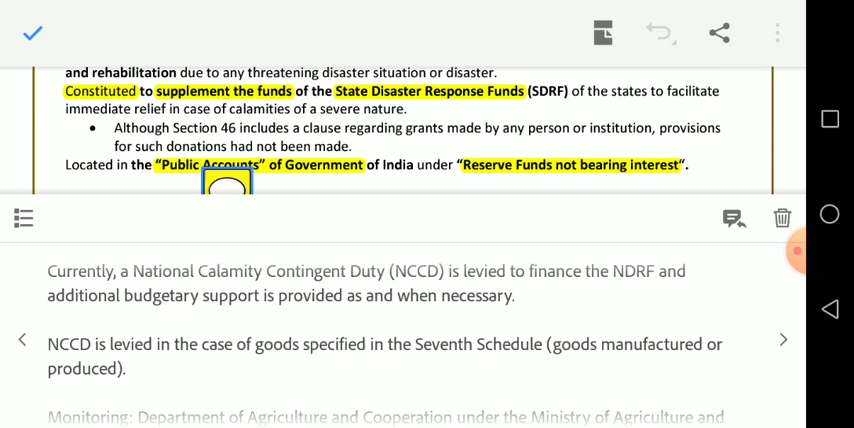 and rehabilitation due to any threatening disaster situation or disaster.
Constituted to supplement the funds of the State Disaster Response Funds (SDRF) of the states to facilitate
immediate relief in case of calamities of a severe nature.
• Although Section 46 includes a clause regarding grants made by any person or institution, provisions
for such donations had not been made.
Located in the “Public Accounts” of Government of India under “Reserve Funds not bearing interest“.
Currently, a National Calamity Contingent Duty (NCCD) is levied to finance the NDRF and
additional budgetary support is provided as and when necessary.
NCCD is levied in the case of goods specified in the Seventh Schedule (goods manufactured or
produced).
Monitoring: Department of Agriculture and Cooperation under the Ministry of Agriculture and